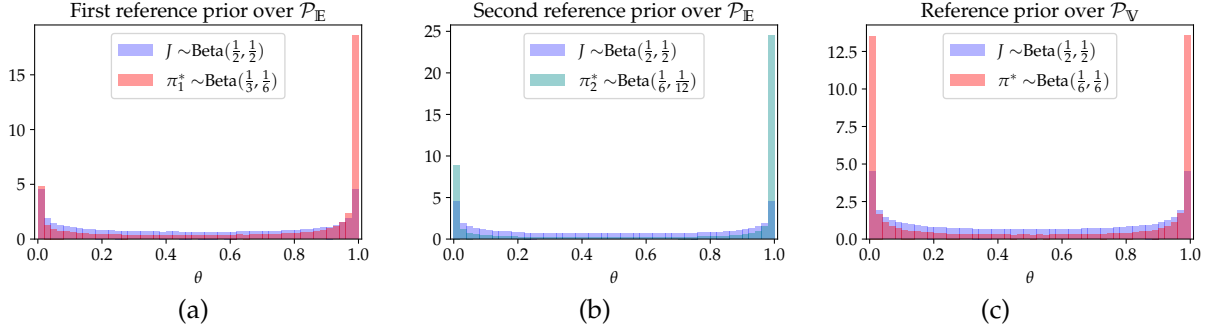 First reference prior over 𝒫_𝔼
J ~Beta(1/2, 1/2)
π₁* ~Beta(1/3, 1/6)
15
10
5
0
0.0 0.2 0.4 0.6 0.8 1.0
θ
(a)
Second reference prior over 𝒫_𝔼
J ~Beta(1/2, 1/2)
π₂* ~Beta(1/6, 1/12)
25
20
15
10
5
0
0.0 0.2 0.4 0.6 0.8 1.0
θ
(b)
Reference prior over 𝒫_𝕍
J ~Beta(1/2, 1/2)
π* ~Beta(1/6, 1/6)
12.5
10.0
7.5
5.0
2.5
0.0
0.0 0.2 0.4 0.6 0.8 1.0
θ
(c)